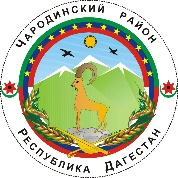 Чародинский район
Республика Дагестан